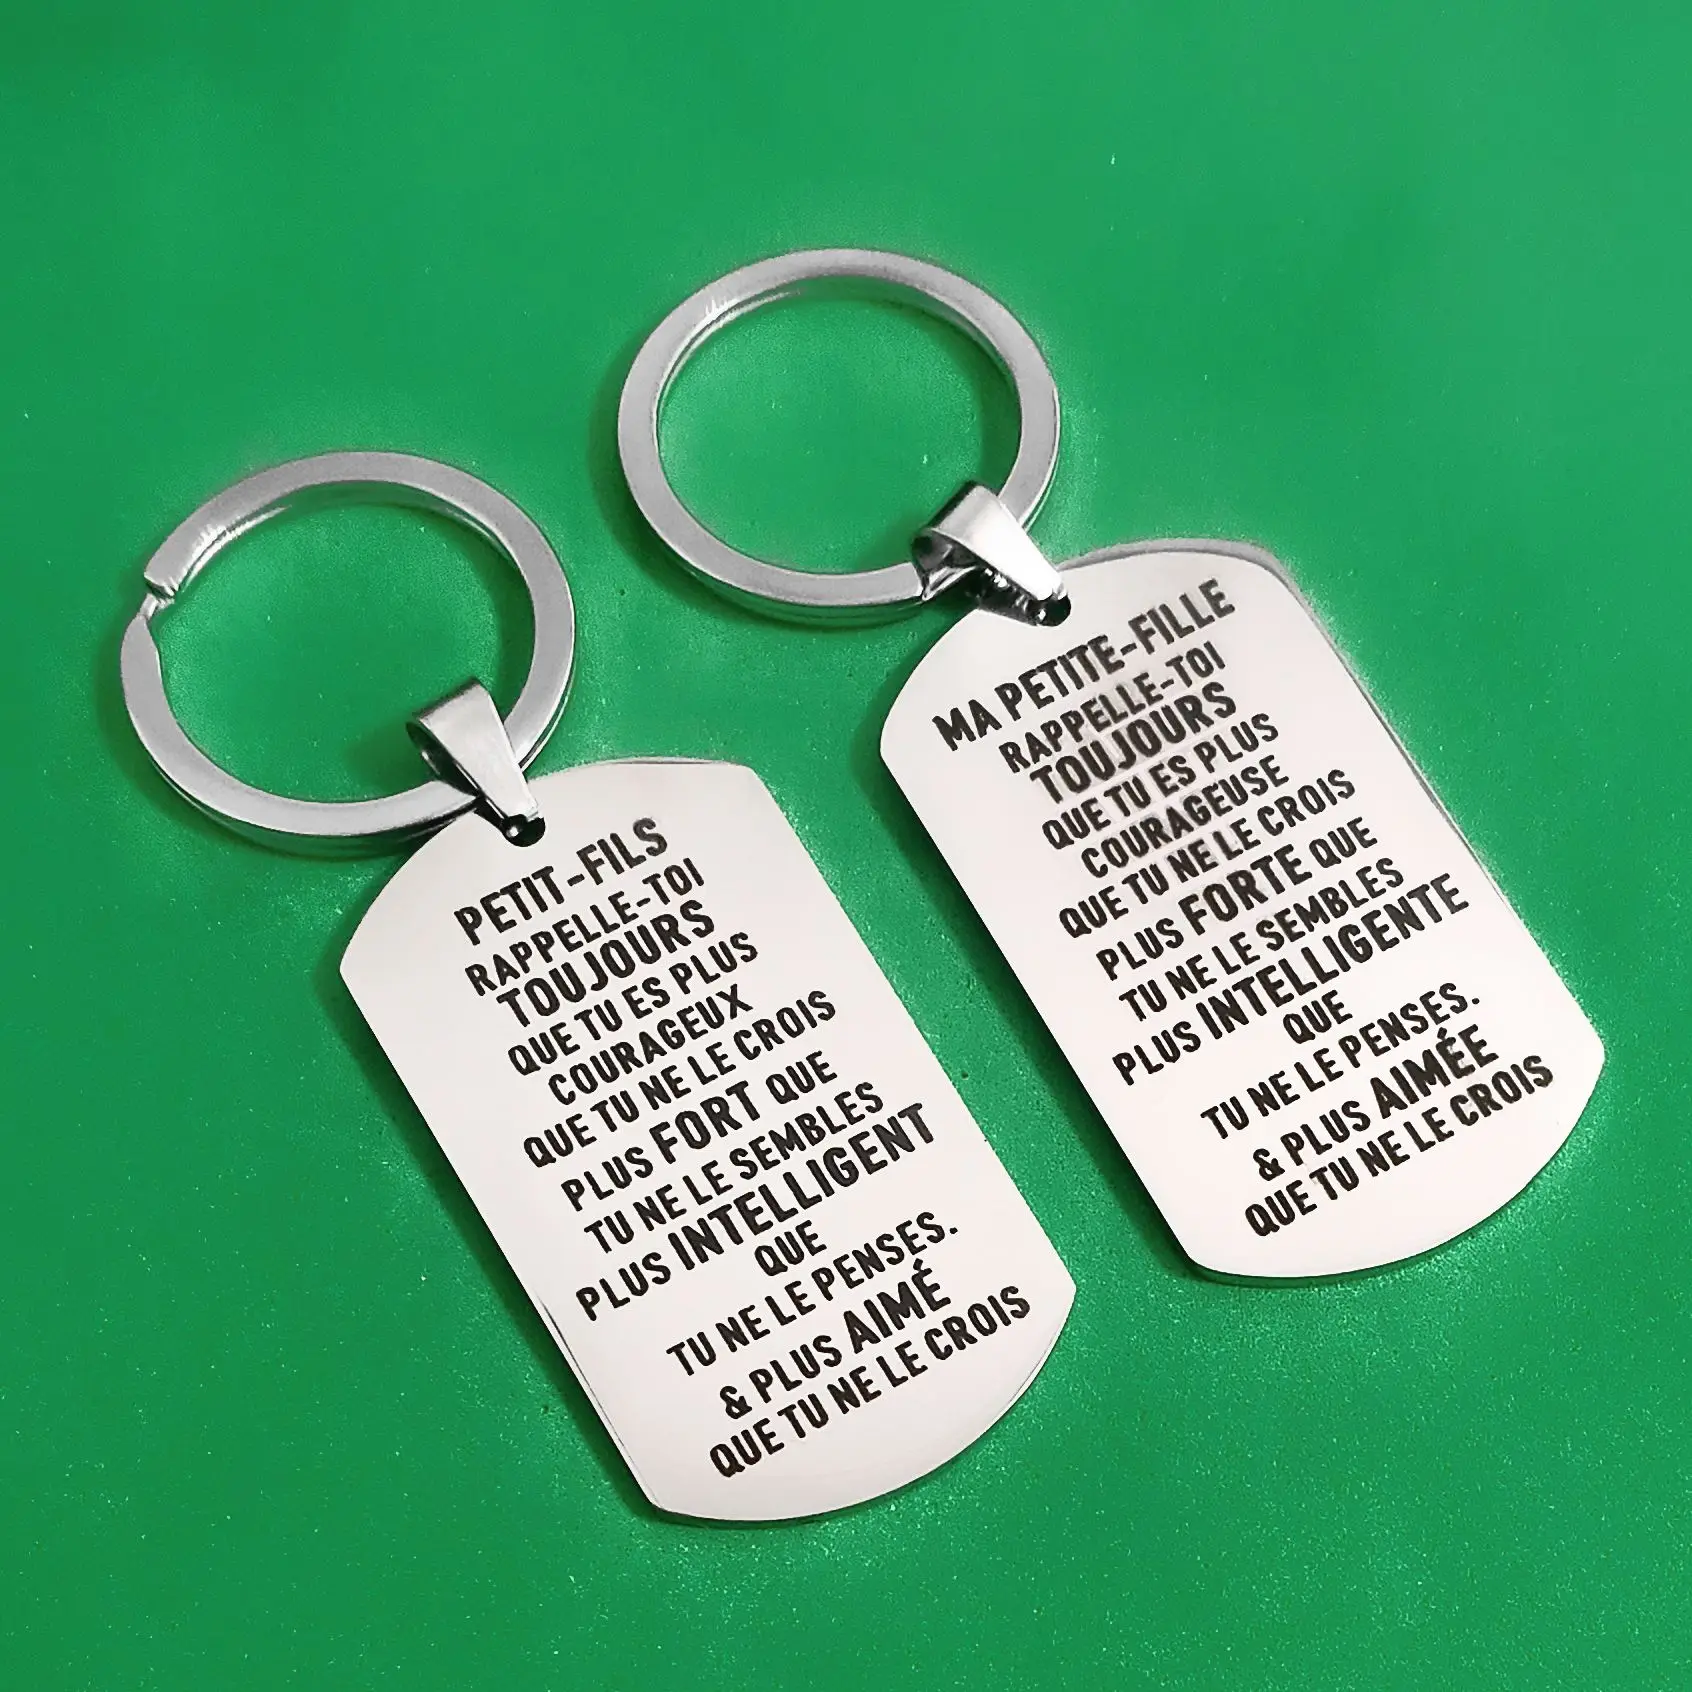 PETIT-FILS
RAPPELLE-TOI
TOUJOURS
QUE TU ES PLUS
COURAGEUX
QUE TU NE LE CROIS
PLUS FORT QUE
TU NE LE SEMBLES
PLUS INTELLIGENT
QUE
TU NE LE PENSES.
& PLUS AIMÉ
QUE TU NE LE CROIS
MA PETITE-FILLE
RAPPELLE-TOI
TOUJOURS
QUE TU ES PLUS
COURAGEUSE
QUE TU NE LE CROIS
PLUS FORTE QUE
TU NE LE SEMBLES
PLUS INTELLIGENTE
QUE
TU NE LE PENSES.
& PLUS AIMÉE
QUE TU NE LE CROIS